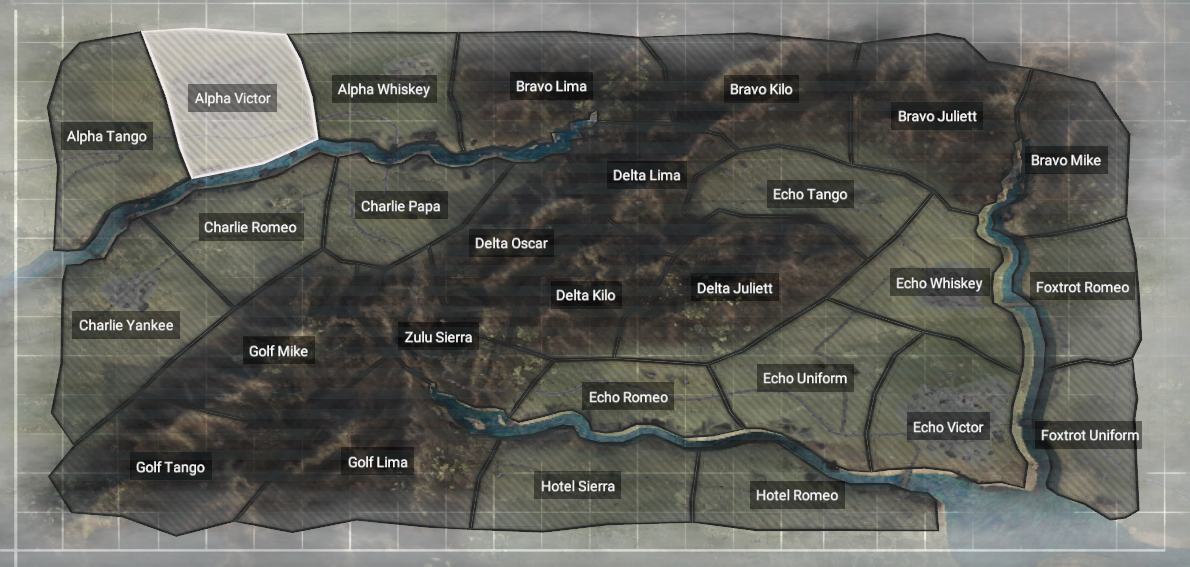 Alpha Victor
Alpha Whiskey
Bravo Lima
Bravo Kilo
Bravo Juliett
Alpha Tango
Bravo Mike
Delta Lima
Echo Tango
Charlie Papa
Charlie Romeo
Delta Oscar
Echo Whiskey
Foxtrot Romeo
Delta Kilo
Delta Juliett
Charlie Yankee
Zulu Sierra
Golf Mike
Echo Uniform
Echo Romeo
Echo Victor
Foxtrot Uniform
Golf Tango
Golf Lima
Hotel Sierra
Hotel Romeo